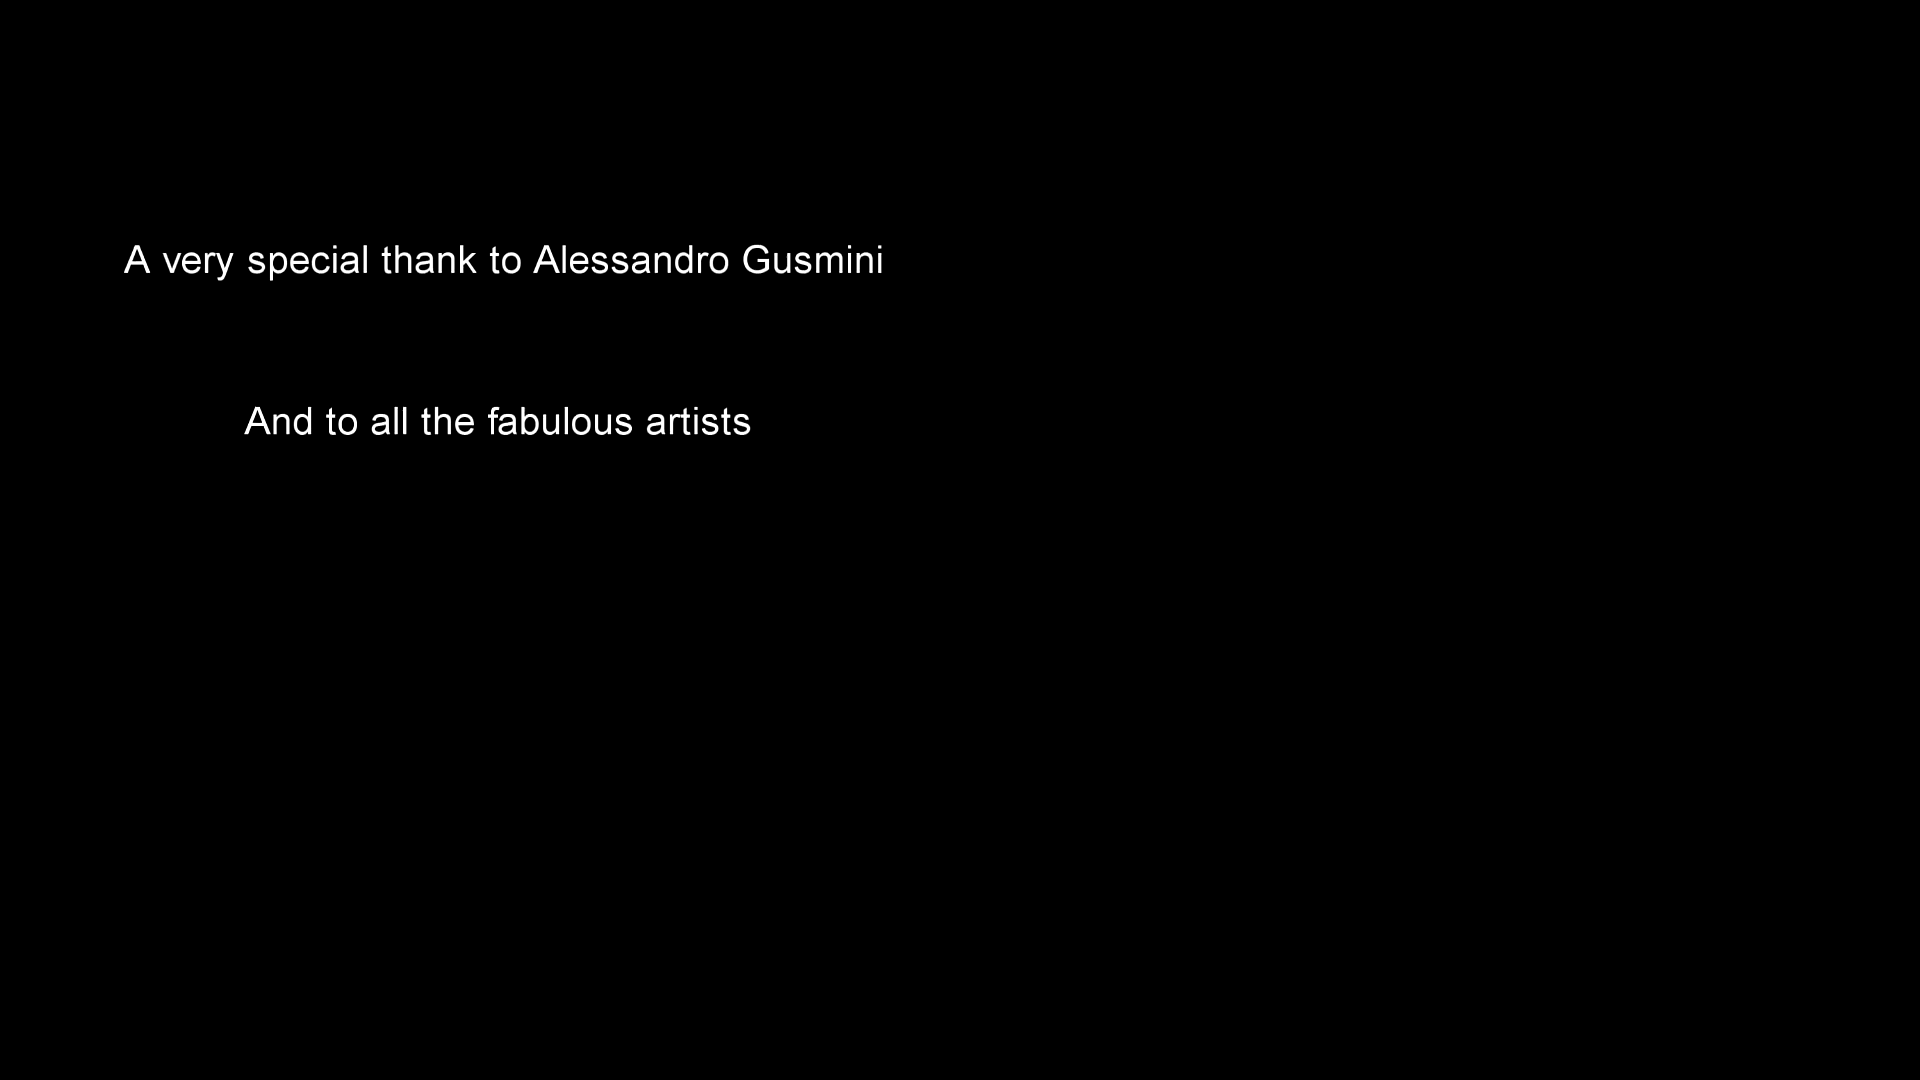 A very special thank to Alessandro Gusmini
And to all the fabulous artists